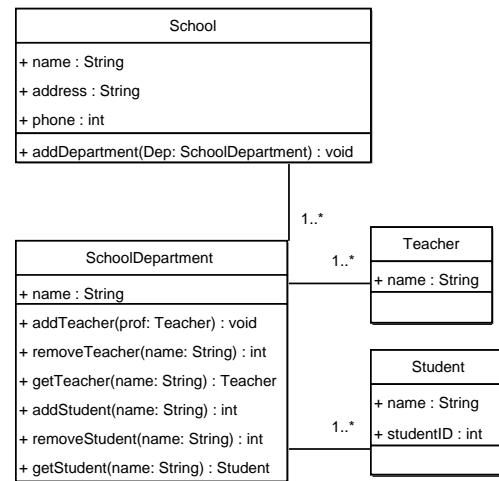 School
+ name : String
+ address : String
+ phone : int
+ addDepartment(Dep: SchoolDepartment) : void
1..*
SchoolDepartment
+ name : String
+ addTeacher(prof: Teacher) : void
+ removeTeacher(name: String) : int
+ getTeacher(name: String) : Teacher
+ addStudent(name: String) : int
+ removeStudent(name: String) : int
+ getStudent(name: String) : Student
1..*
Teacher
+ name : String
1..*
Student
+ name : String
+ studentID : int